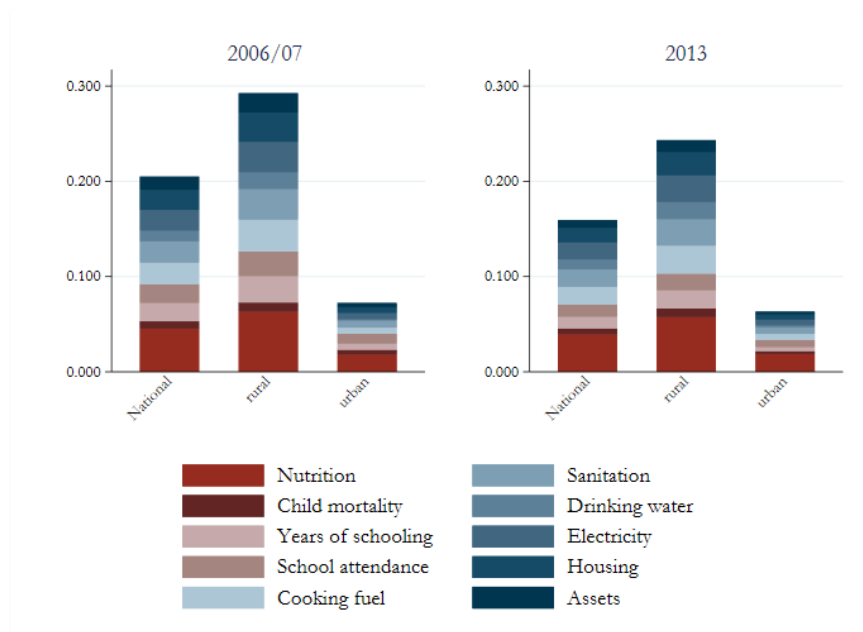 2006/07
0.300
0.200
0.100
0.000
National
rural
urban
2013
0.300
0.200
0.100
0.000
National
rural
urban
Nutrition
Child mortality
Years of schooling
School attendance
Cooking fuel
Sanitation
Drinking water
Electricity
Housing
Assets